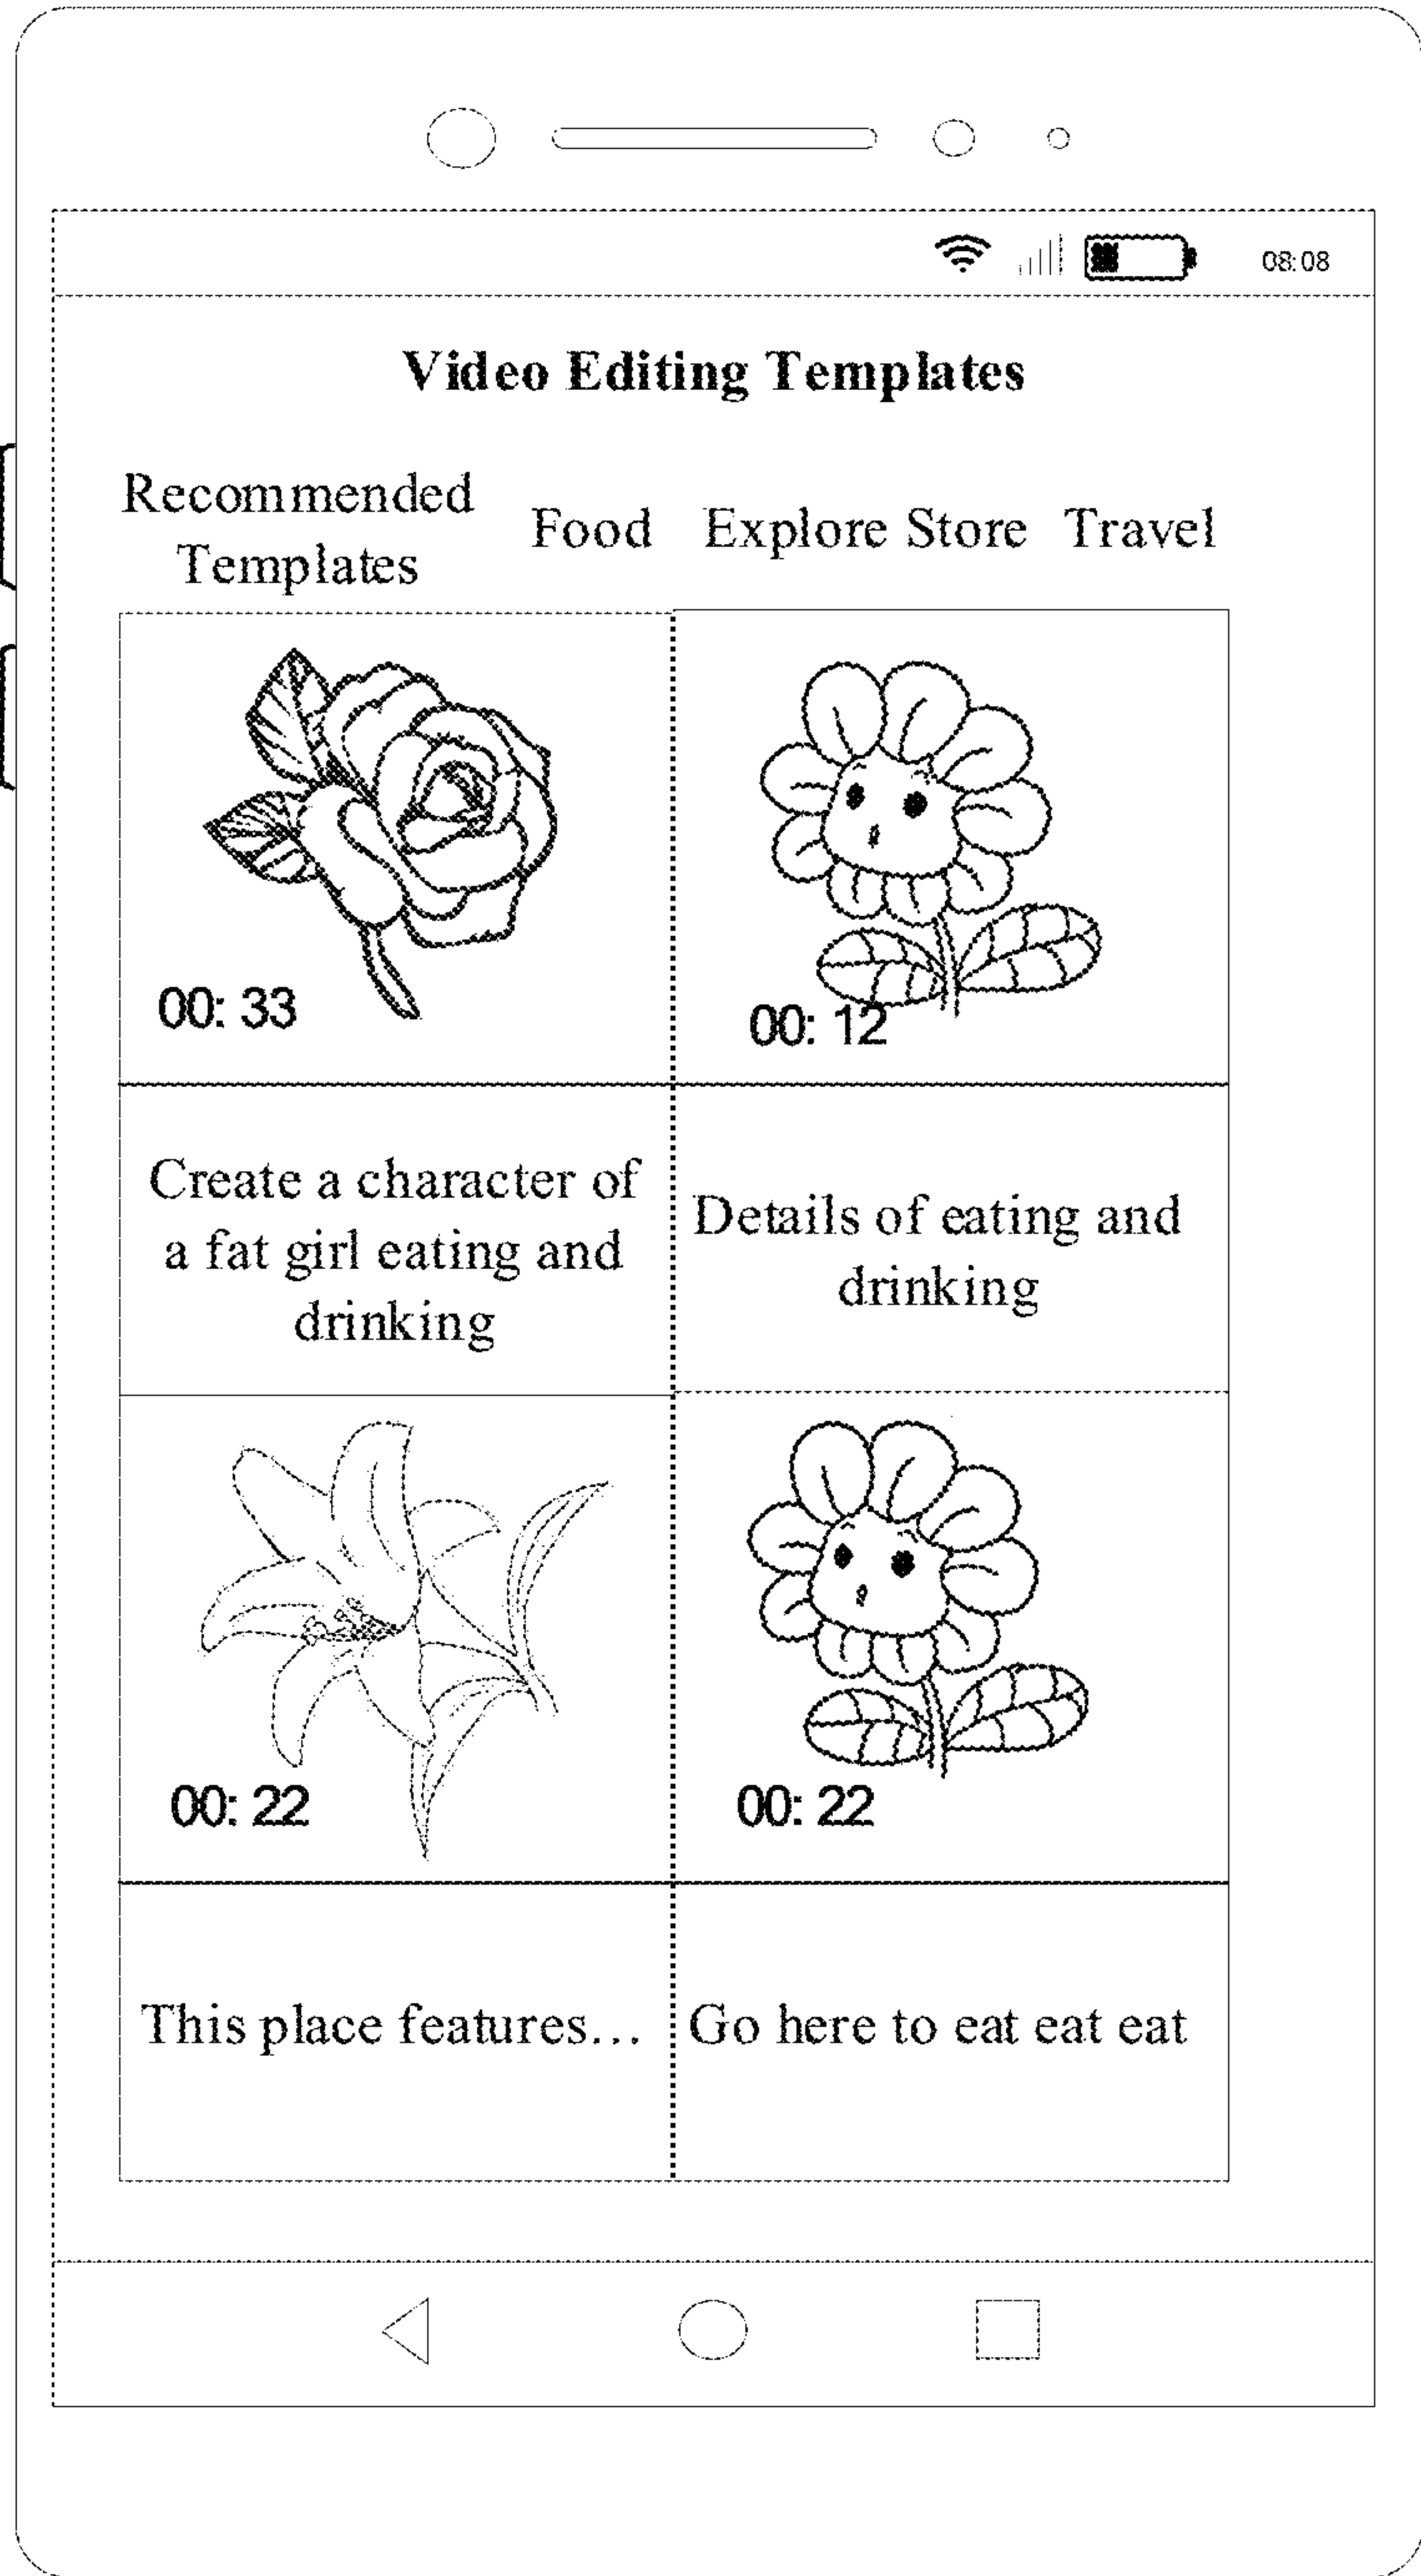 08:08
Video Editing Templates
Recommended
Templates
Food
Explore Store
Travel
00: 33
00: 12
Create a character of
a fat girl eating and
drinking
Details of eating and
drinking
00: 22
00: 22
This place features...
Go here to eat eat eat